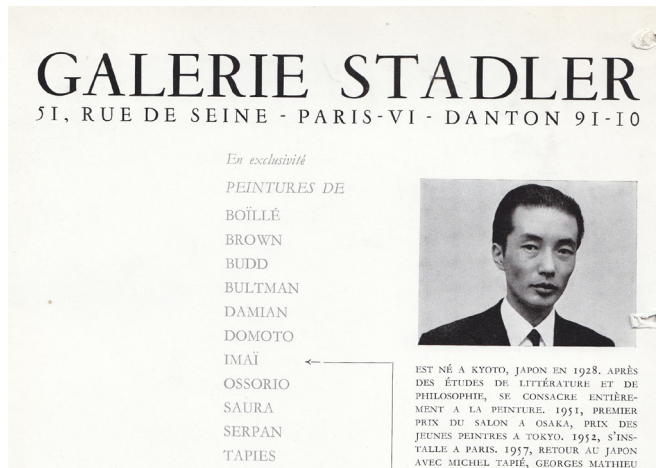 GALERIE STADLER
51, RUE DE SEINE - PARIS-VI - DANTON 91-10
En exclusivité
PEINTURES DE
BOÏLLÉ
BROWN
BUDD
BULTMAN
DAMIAN
DOMOTO
IMAÏ
OSSORIO
SAURA
SERPAN
TAPIES
EST NÉ A KYOTO, JAPON EN 1928. APRÈS
DES ÉTUDES DE LITTÉRATURE ET DE
PHILOSOPHIE, SE CONSACRE ENTIÈRE-
MENT A LA PEINTURE. 1951, PREMIER
PRIX DU SALON A OSAKA, PRIX DES
JEUNES PEINTRES A TOKYO. 1952, S'INS-
TALLE A PARIS. 1957, RETOUR AU JAPON
AVEC MICHEL TAPIÉ, GEORGES MATHIEU